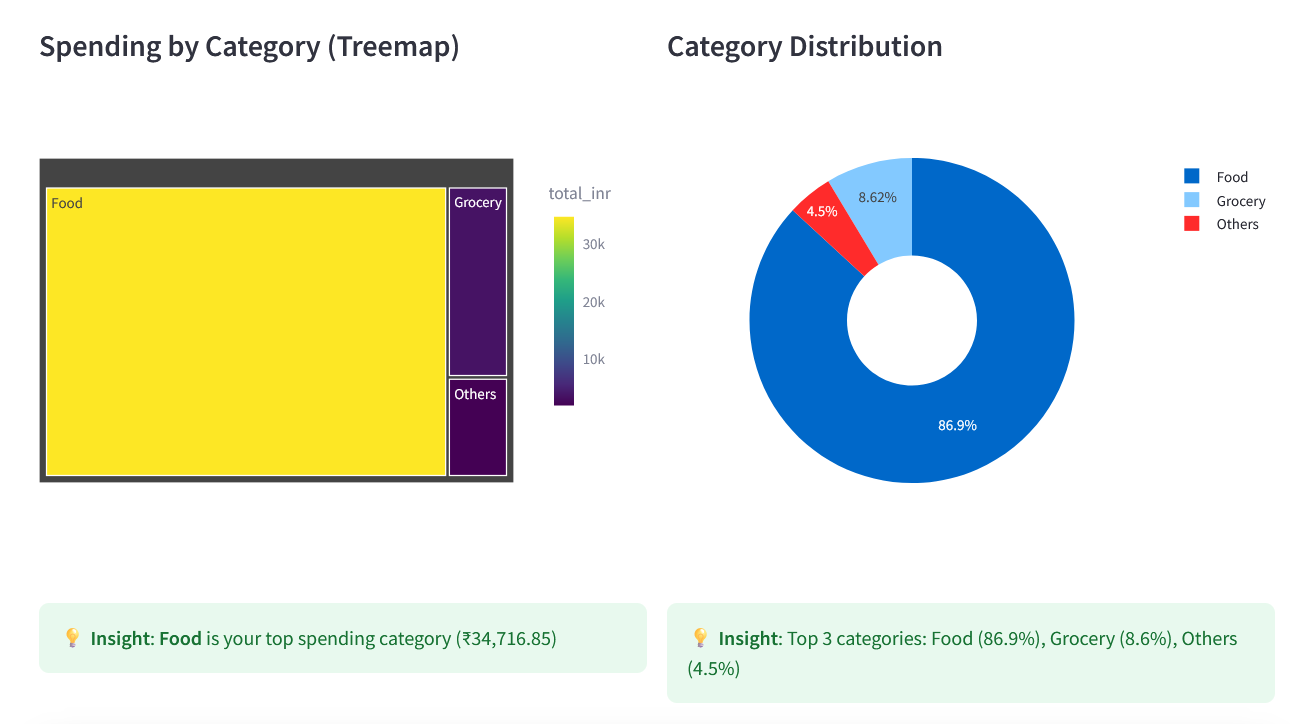 Spending by Category (Treemap)
Category Distribution
Food
Grocery
Others
total_inr
30k
20k
10k
8.62%
4.5%
86.9%
Food
Grocery
Others
💡 Insight: Food is your top spending category (₹34,716.85)
💡 Insight: Top 3 categories: Food (86.9%), Grocery (8.6%), Others
(4.5%)